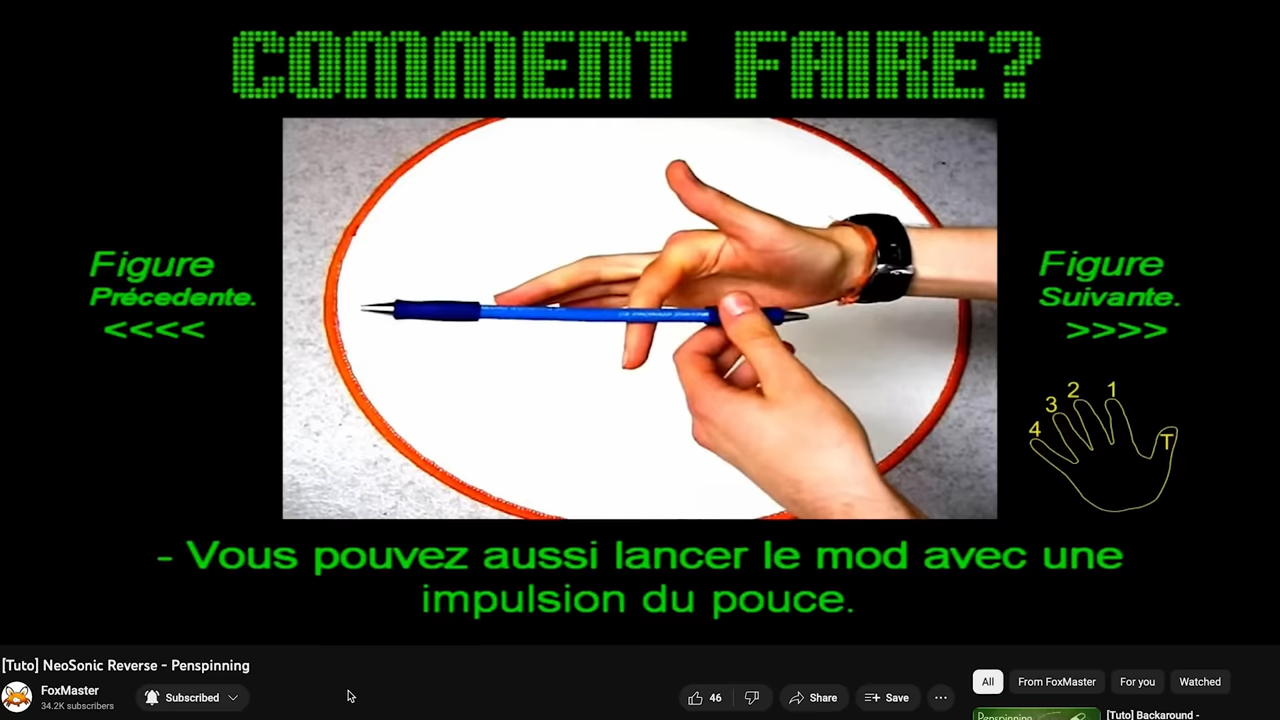 COMMENT FAIRE?
Figure
Précedente.
<<<<
Figure
Suivante.
>>>>
1
2
3
4
T
- Vous pouvez aussi lancer le mod avec une
impulsion du pouce.
[Tuto] NeoSonic Reverse - Penspinning
FoxMaster
34.2K subscribers
Subscribed
46
Share
Save
All
From FoxMaster
For you
Watched
Penspinning
[Tuto] Backaround -